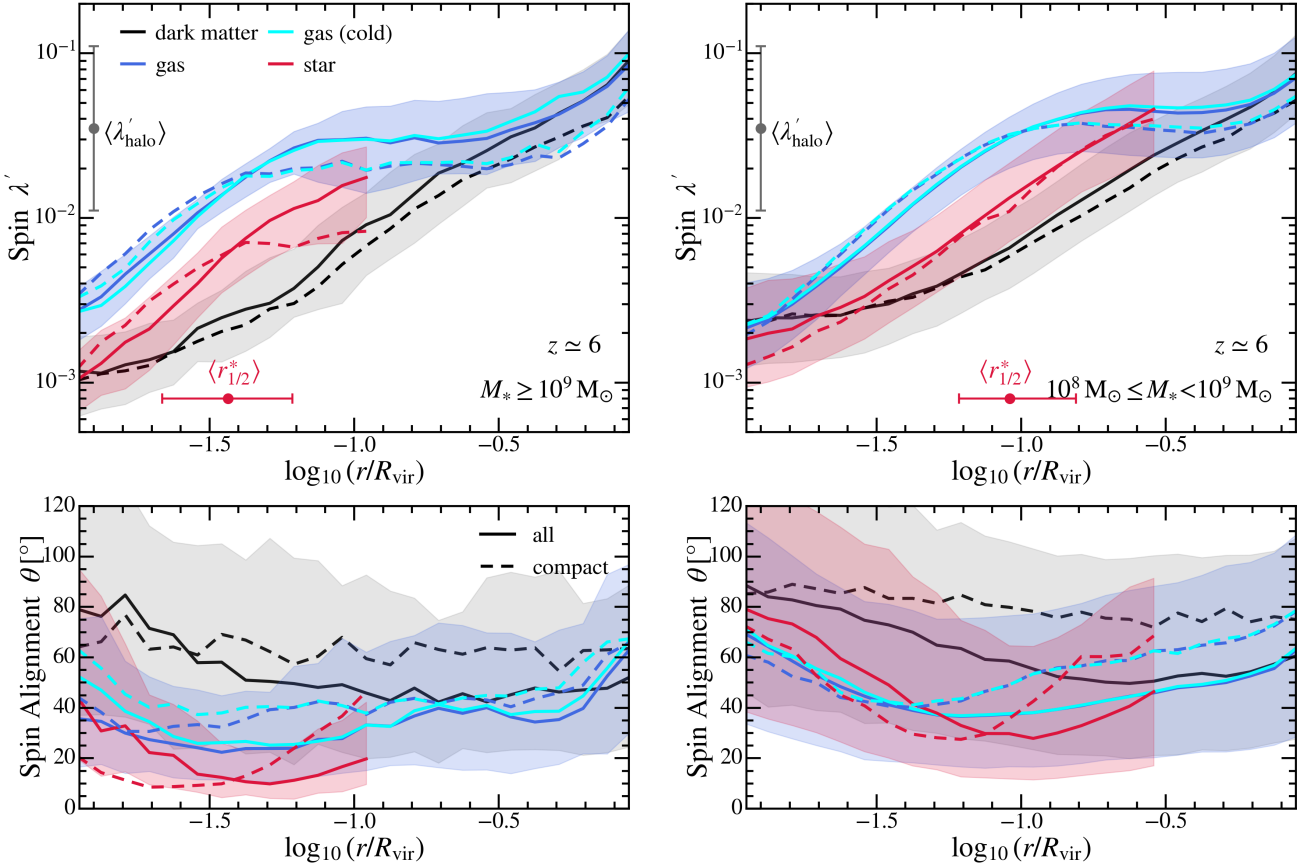 10⁻¹
10⁻²
10⁻³
Spin λ′
dark matter
gas
gas (cold)
star
⟨λ′halo⟩
⟨r*1/2⟩
z ≃ 6
M* ≥ 10⁹ M⊙
−1.5 −1.0 −0.5
log₁₀ (r/Rvir)
10⁻¹
10⁻²
10⁻³
Spin λ′
⟨λ′halo⟩
⟨r*1/2⟩
z ≃ 6
10⁸ M⊙ ≤ M* < 10⁹ M⊙
−1.5 −1.0 −0.5
log₁₀ (r/Rvir)
120
100
80
60
40
20
0
Spin Alignment θ [°]
all
compact
−1.5 −1.0 −0.5
log₁₀ (r/Rvir)
120
100
80
60
40
20
0
Spin Alignment θ [°]
−1.5 −1.0 −0.5
log₁₀ (r/Rvir)